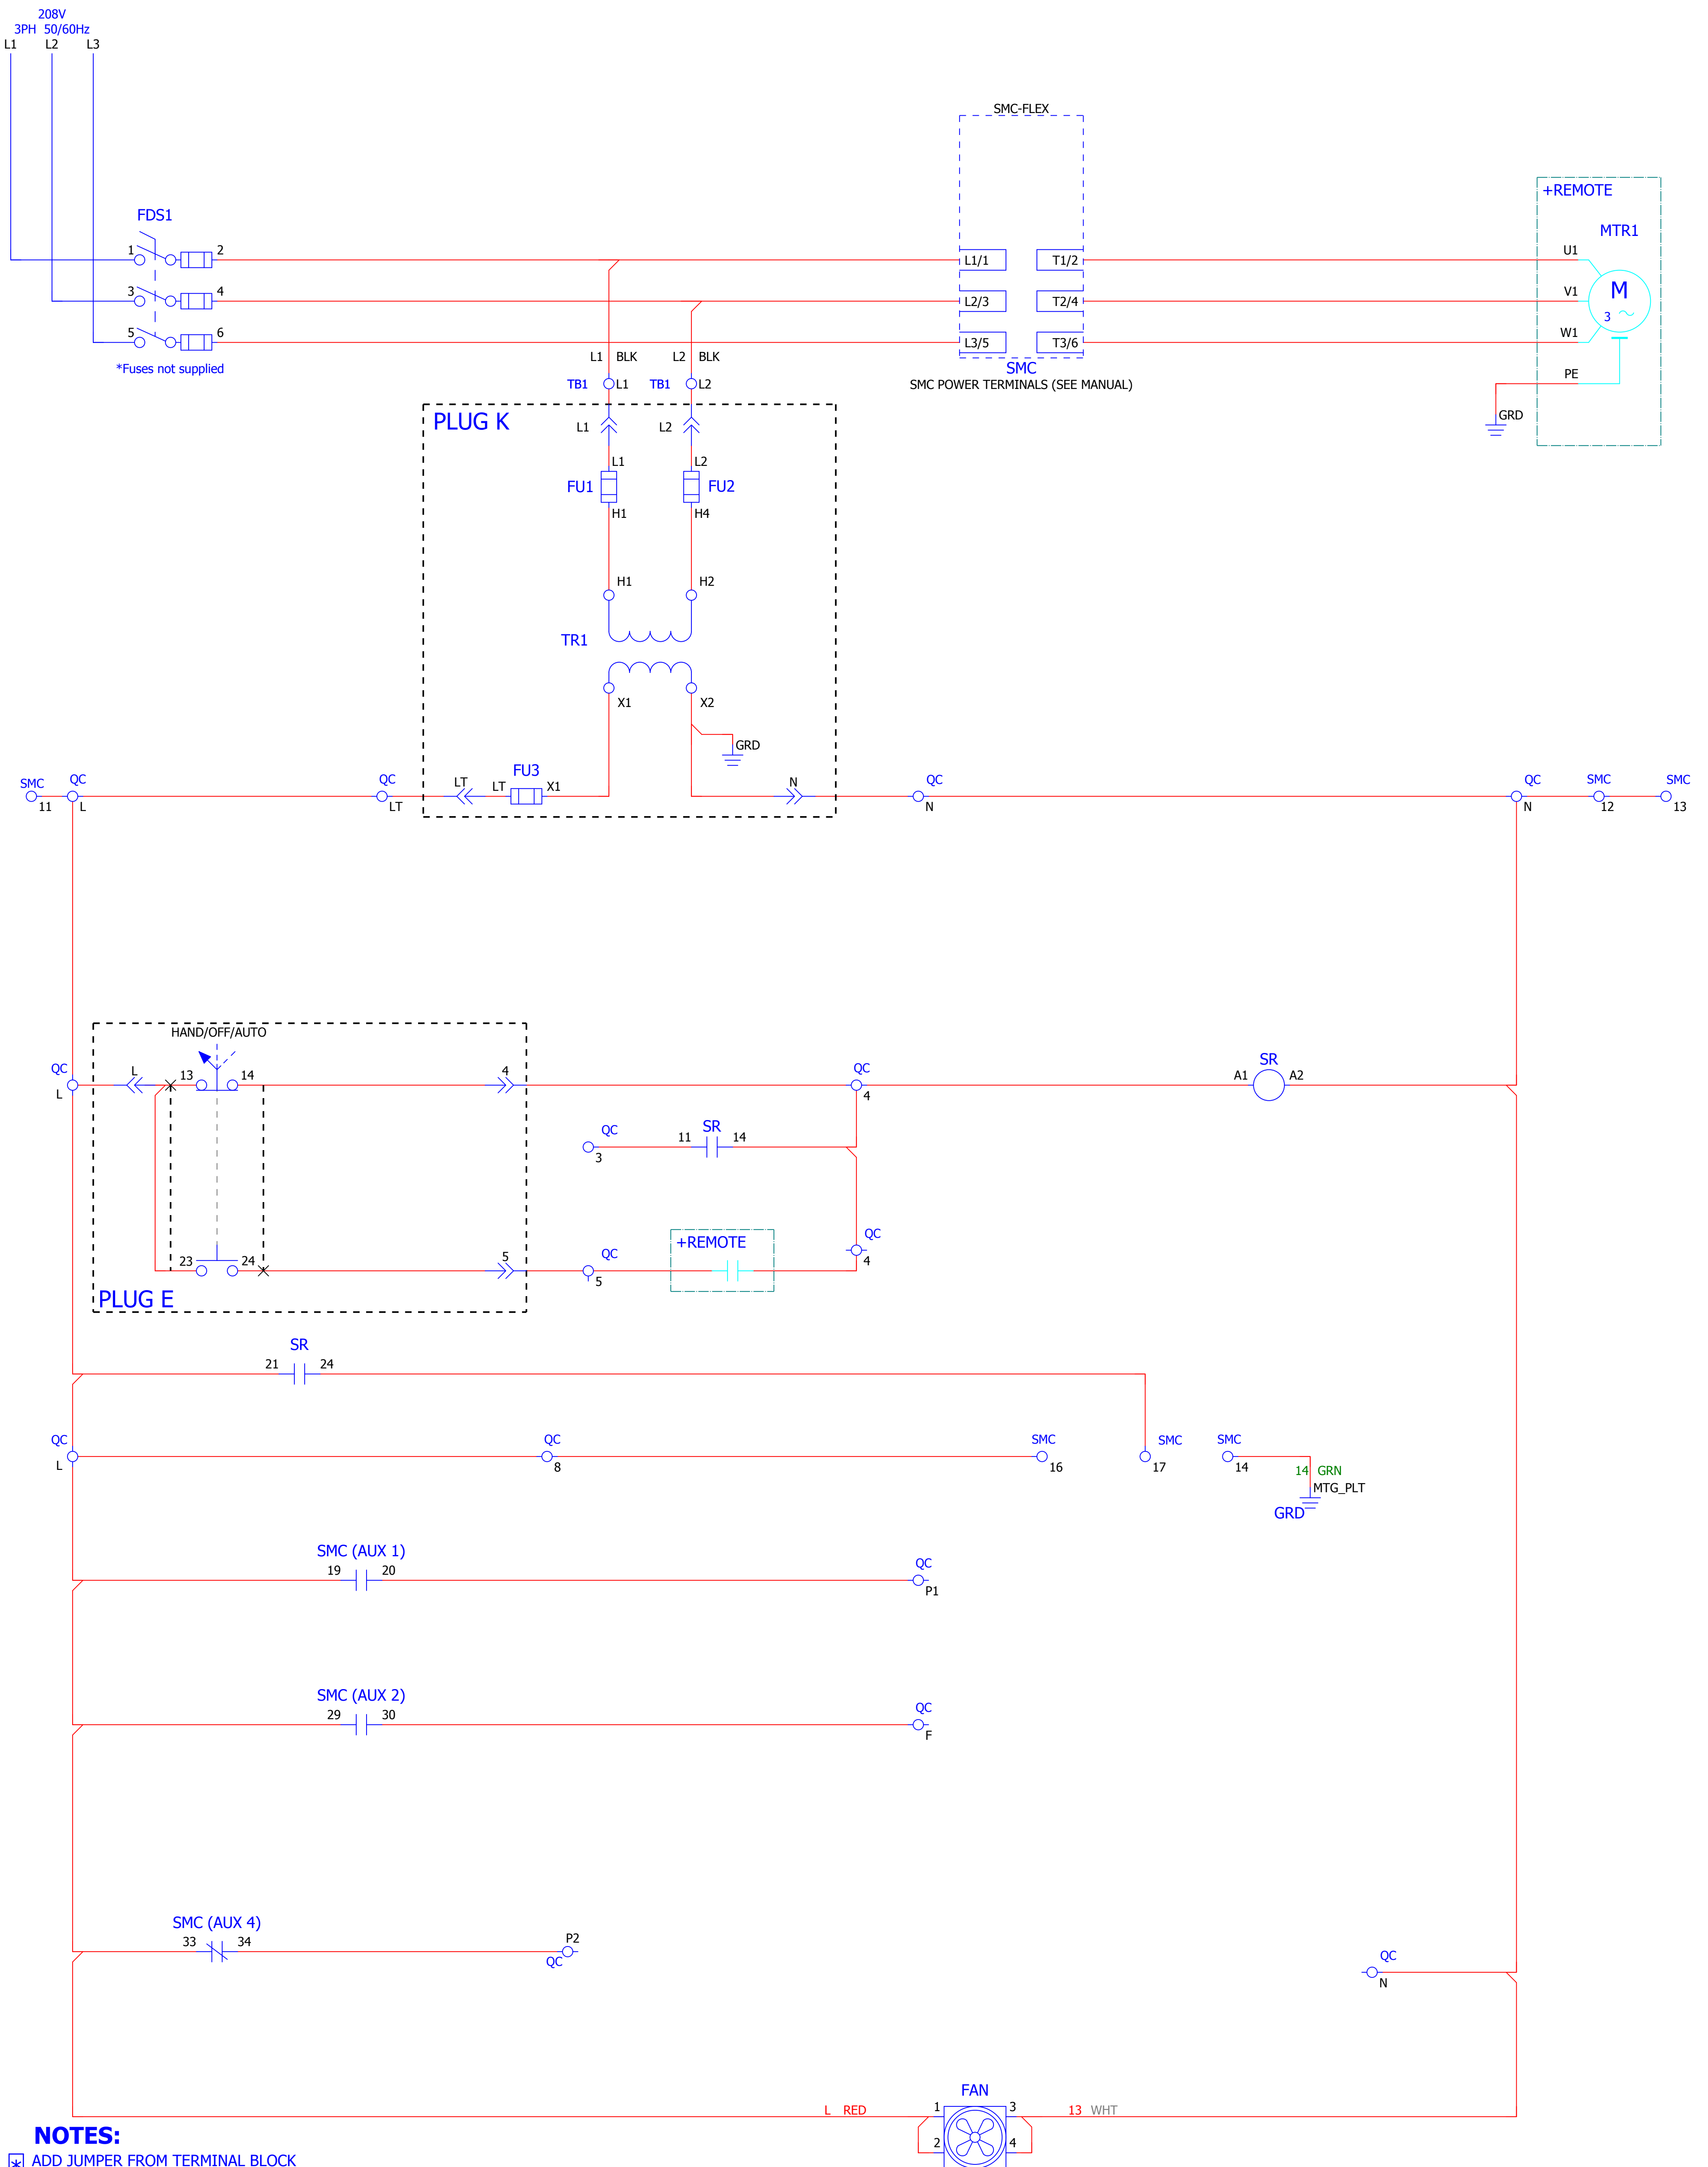 208V
3PH 50/60Hz
L1 L2 L3
SMC-FLEX
+REMOTE
MTR1
FDS1
1 2
L1/1 T1/2
U1
M
3
3 4
L2/3 T2/4
V1
5 6
L3/5 T3/6
W1
*Fuses not supplied
L1 BLK L2 BLK
SMC
SMC POWER TERMINALS (SEE MANUAL)
PE
GRD
TB1 L1 TB1 L2
PLUG K
L1 L2
L1 L2
FU1 FU2
H1 H4
H1 H2
TR1
X1 X2
GRD
SMC QC QC LT LT FU3 X1 N QC QC SMC SMC
11 L LT N N 12 13
HAND/OFF/AUTO
QC L 13 14 4 QC SR
L 4 A1 A2
QC 11 SR 14
3
QC
4
+REMOTE
23 24 5 QC
5
PLUG E
SR
21 24
QC QC SMC SMC SMC
L 8 16 17 14
14 GRN
MTG_PLT
GRD
SMC (AUX 1)
19 20 QC
P1
SMC (AUX 2)
29 30 QC
F
SMC (AUX 4)
33 34 P2
QC
QC
N
FAN
L RED 1 3 13 WHT
2 4
NOTES:
* ADD JUMPER FROM TERMINAL BLOCK